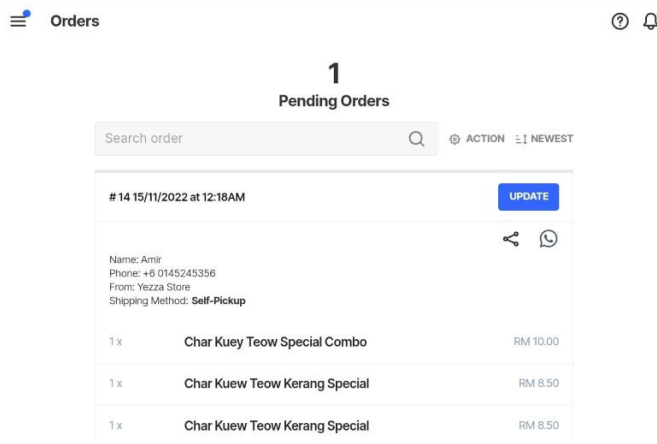 Orders
1
Pending Orders
Search order
ACTION
NEWEST
# 14 15/11/2022 at 12:18AM
UPDATE
Name: Amir
Phone: +6 0145245356
From: Yezza Store
Shipping Method: Self-Pickup
1 x Char Kuey Teow Special Combo RM 10.00
1 x Char Kuew Teow Kerang Special RM 8.50
1 x Char Kuew Teow Kerang Special RM 8.50